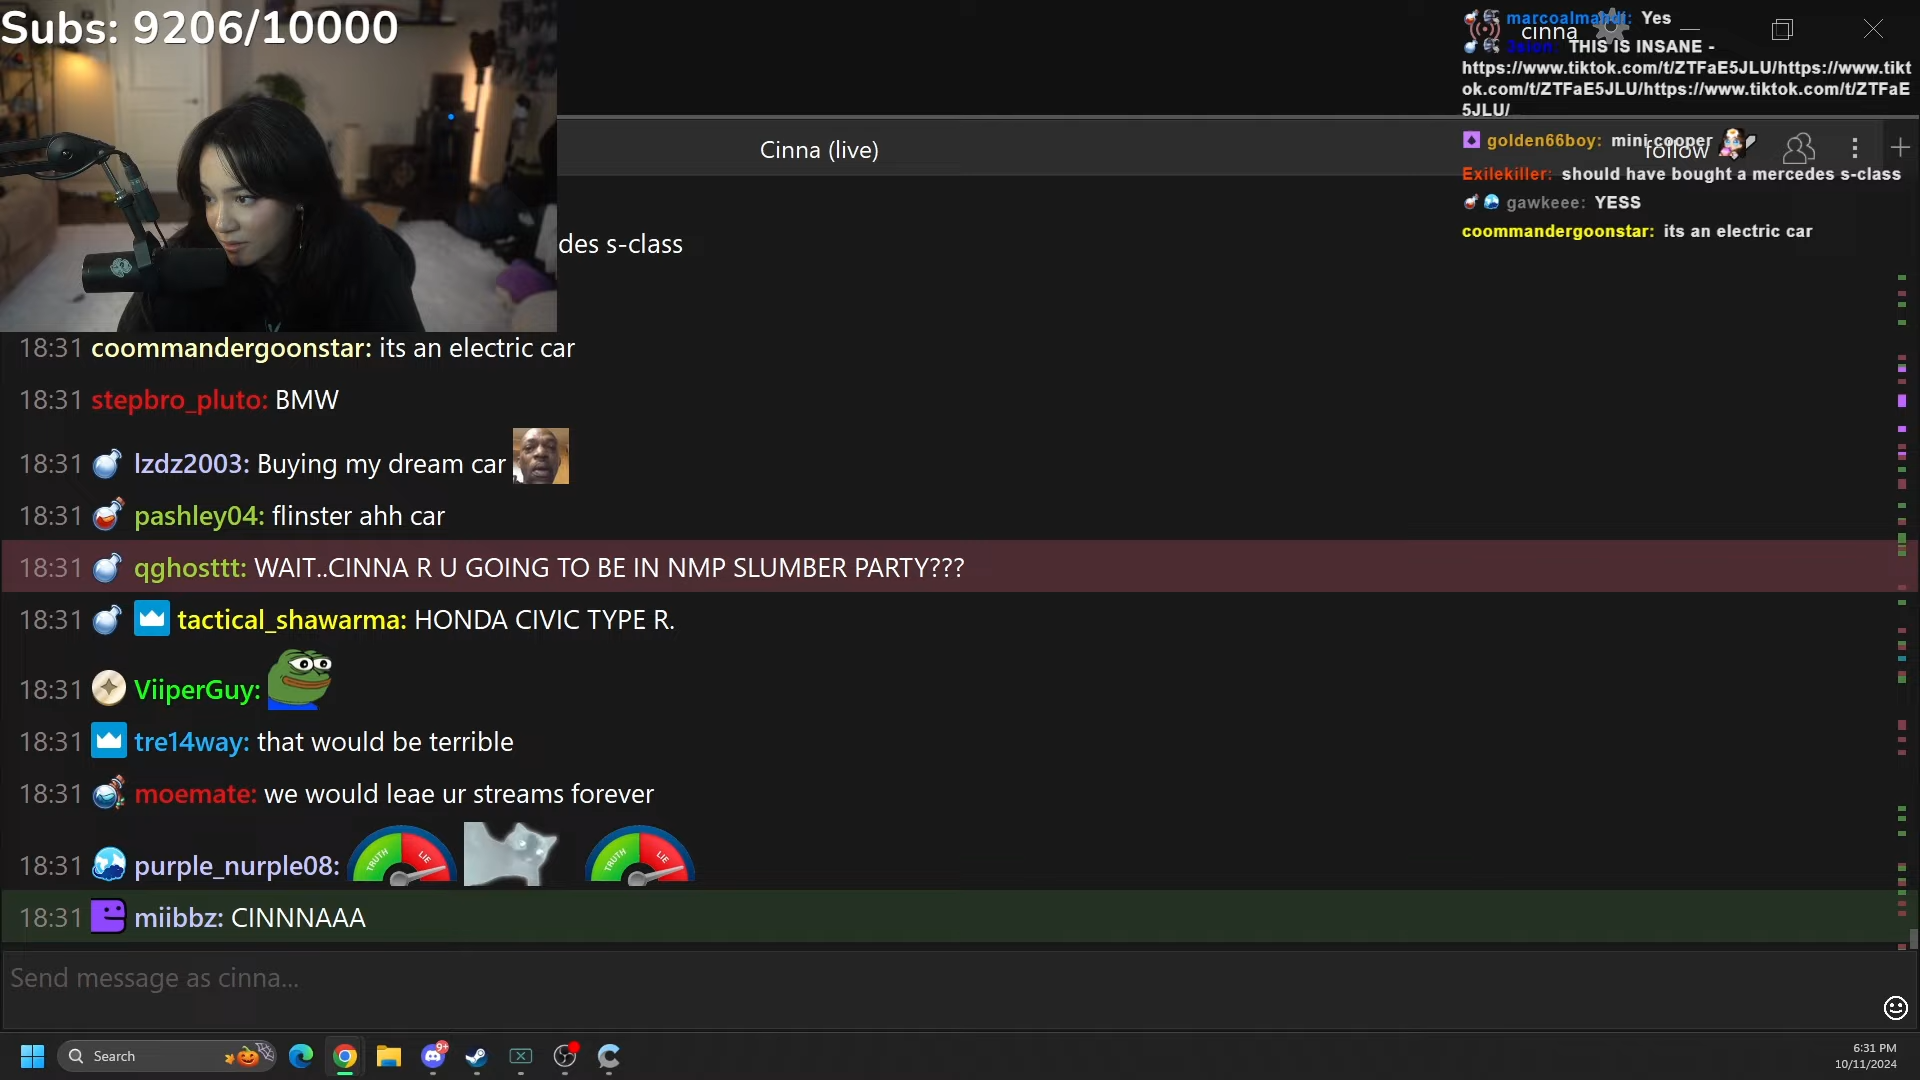 Subs: 9206/10000
marcoalmandi: Yes
cinna
THIS IS INSANE -
https://www.tiktok.com/t/ZTFaE5JLU/https://www.tikt
ok.com/t/ZTFaE5JLU/https://www.tiktok.com/t/ZTFaE
5JLU/
Cinna (live)
follow
golden66boy: mini cooper
Exilekiller: should have bought a mercedes s-class
gawkeee: YESS
coommandergoonstar: its an electric car
des s-class
18:31 coommandergoonstar: its an electric car
18:31 stepbro_pluto: BMW
18:31 lzdz2003: Buying my dream car
18:31 pashley04: flinster ahh car
18:31 qghosttt: WAIT..CINNA R U GOING TO BE IN NMP SLUMBER PARTY???
18:31 tactical_shawarma: HONDA CIVIC TYPE R.
18:31 ViiperGuy:
18:31 tre14way: that would be terrible
18:31 moemate: we would leae ur streams forever
18:31 purple_nurple08: TRUTH LIE TRUTH LIE
18:31 miibbz: CINNNAAA
Send message as cinna...
Search
9+
6:31 PM
10/11/2024